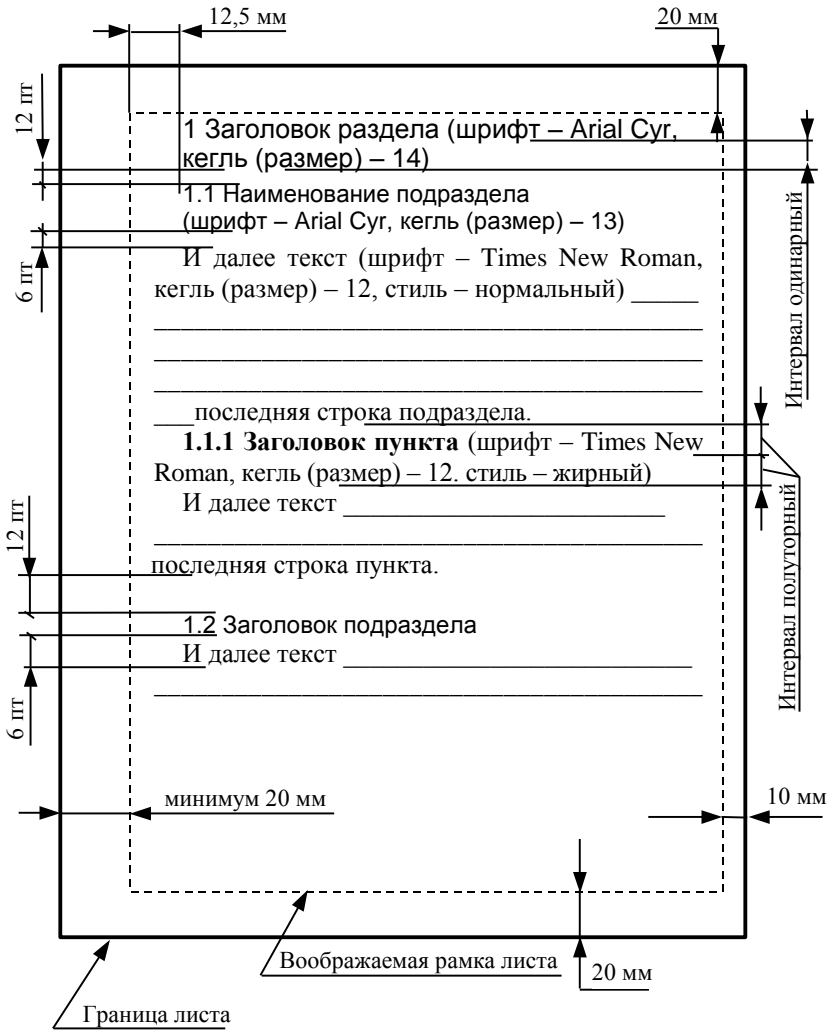 12,5 мм
20 мм
12 пт
1 Заголовок раздела (шрифт – Arial Cyr,
кегль (размер) – 14)
1.1 Наименование подраздела
(шрифт – Arial Cyr, кегль (размер) – 13)
6 пт
И далее текст (шрифт – Times New Roman,
кегль (размер) – 12, стиль – нормальный) _____
Интервал одинарный
___последняя строка подраздела.
1.1.1 Заголовок пункта (шрифт – Times New
Roman, кегль (размер) – 12. стиль – жирный)
И далее текст ________________________
последняя строка пункта.
Интервал полуторный
12 пт
1.2 Заголовок подраздела
И далее текст __________________________
6 пт
минимум 20 мм
10 мм
Воображаемая рамка листа
20 мм
Граница листа